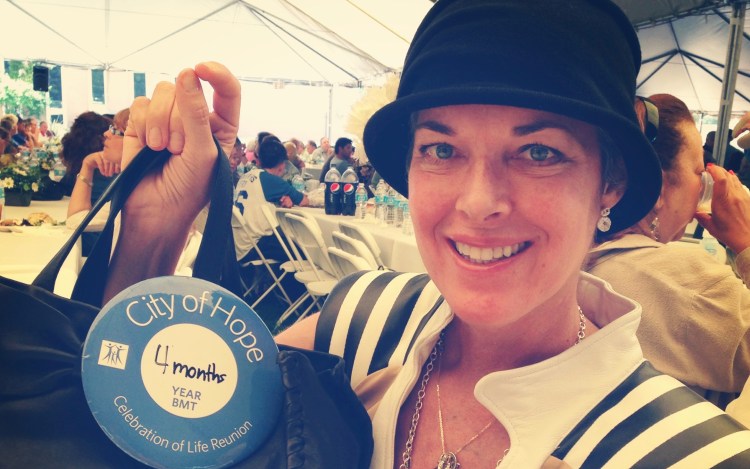 City of Hope
4 months
YEAR
BMT
Celebration of Life Reunion